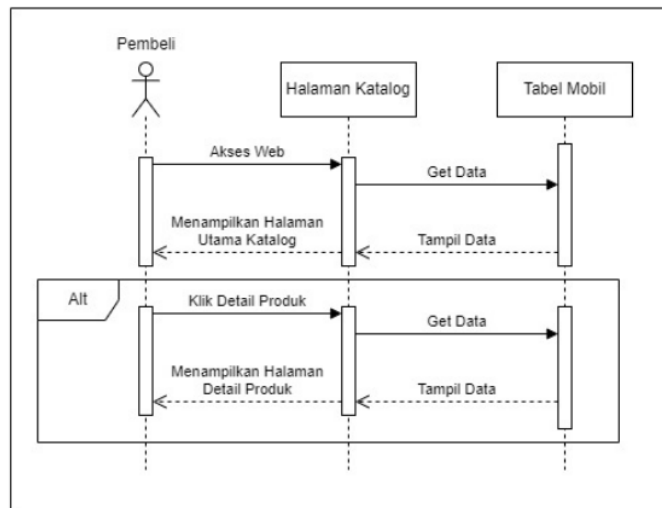 Pembeli
Halaman Katalog
Tabel Mobil
Akses Web
Get Data
Menampilkan Halaman
Utama Katalog
Tampil Data
Alt
Klik Detail Produk
Get Data
Menampilkan Halaman
Detail Produk
Tampil Data